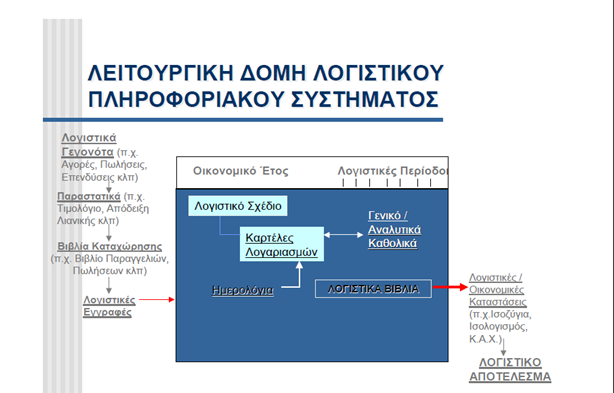 ΛΕΙΤΟΥΡΓΙΚΗ ΔΟΜΗ ΛΟΓΙΣΤΙΚΟΥ
ΠΛΗΡΟΦΟΡΙΑΚΟΥ ΣΥΣΤΗΜΑΤΟΣ
Λογιστικά
Γεγονότα (π.χ.
Αγορές, Πωλήσεις,
Επενδύσεις κλπ)
Παραστατικά (π.χ.
Τιμολόγιο, Απόδειξη
Λιανικής κλπ)
Βιβλία Καταχώρησης
(π.χ. Βιβλίο Παραγγελιών,
Πωλήσεων κλπ)
Λογιστικές
Εγγραφές
Οικονομικό Έτος
Λογιστικές Περίοδοι
Λογιστικό Σχέδιο
Καρτέλες
Λογαριασμών
Γενικό /
Αναλυτικά
Καθολικά
Ημερολόγια
ΛΟΓΙΣΤΙΚΑ ΒΙΒΛΙΑ
Λογιστικές /
Οικονομικές
Καταστάσεις
(π.χ.Ισοζύγια,
Ισολογισμός,
Κ.Α.Χ.)
ΛΟΓΙΣΤΙΚΟ
ΑΠΟΤΕΛΕΣΜΑ